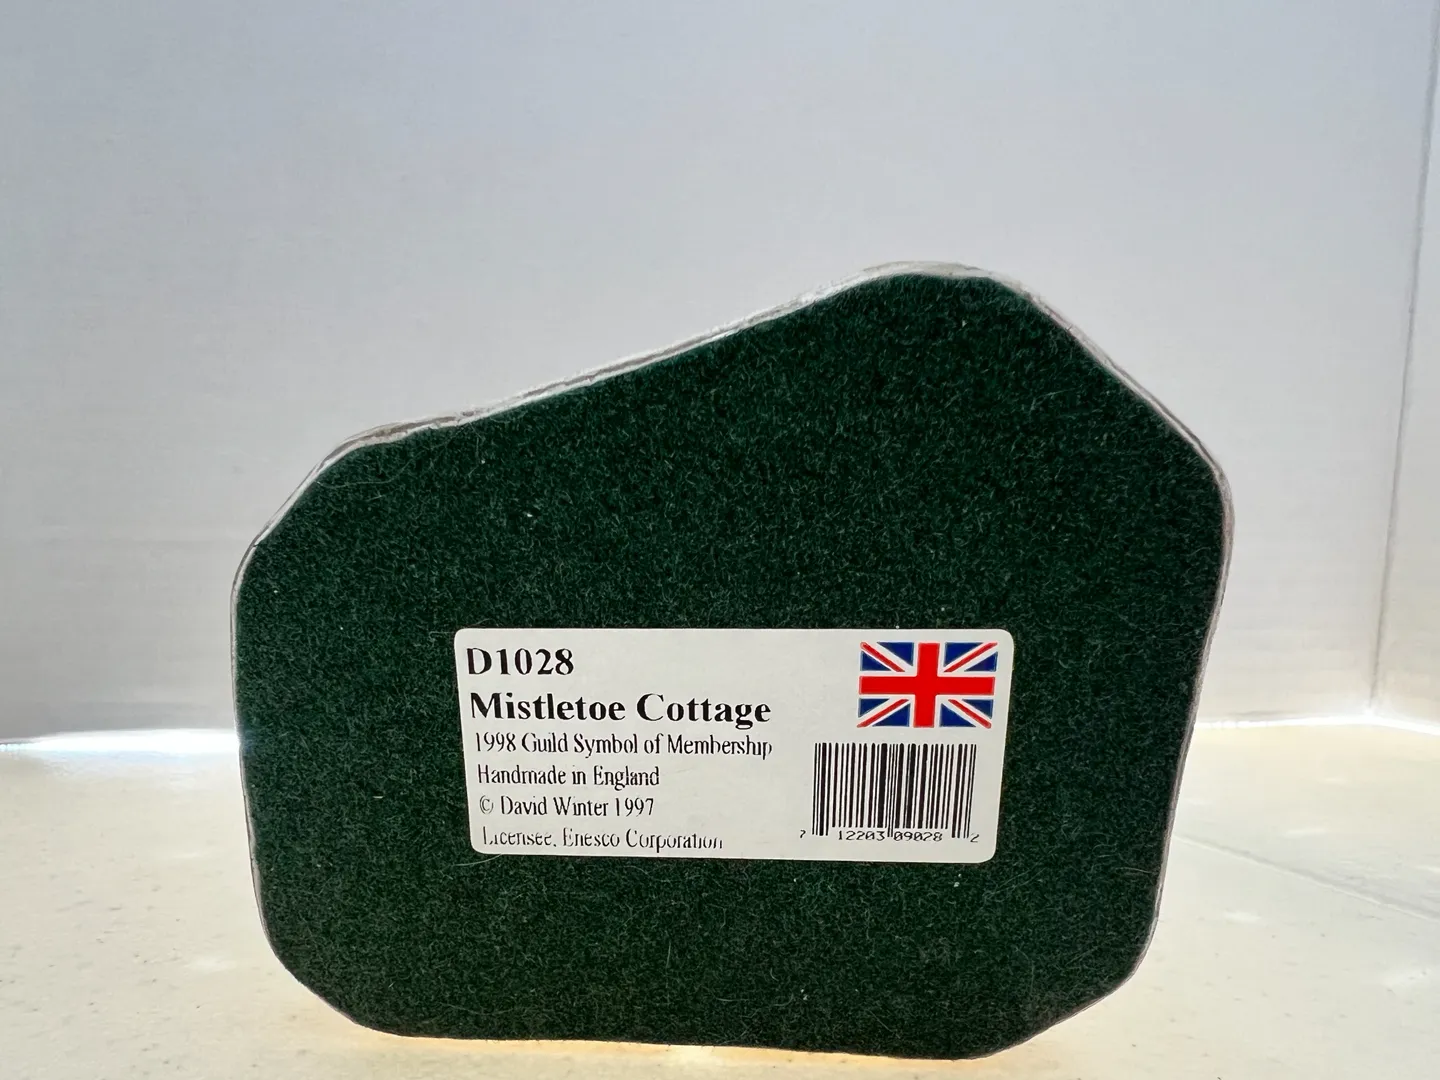 D1028
Mistletoe Cottage
1998 Guild Symbol of Membership
Handmade in England
© David Winter 1997
Licensee, Enesco Corporation
7 12203 09028 2